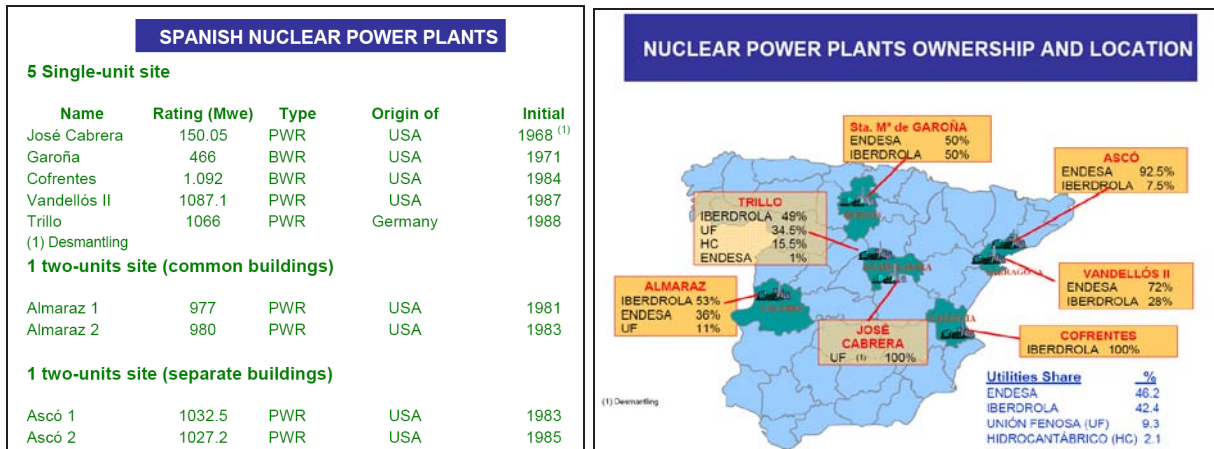 SPANISH NUCLEAR POWER PLANTS
5 Single-unit site
Name Rating (Mwe) Type Origin of Initial
José Cabrera 150.05 PWR USA 1968 (1)
Garoña 466 BWR USA 1971
Cofrentes 1.092 BWR USA 1984
Vandellós II 1087.1 PWR USA 1987
Trillo 1066 PWR Germany 1988
(1) Desmantling
1 two-units site (common buildings)
Almaraz 1 977 PWR USA 1981
Almaraz 2 980 PWR USA 1983
1 two-units site (separate buildings)
Ascó 1 1032.5 PWR USA 1983
Ascó 2 1027.2 PWR USA 1985
NUCLEAR POWER PLANTS OWNERSHIP AND LOCATION
Sta. Mª de GAROÑA
ENDESA 50%
IBERDROLA 50%
ASCÓ
ENDESA 92.5%
IBERDROLA 7.5%
TRILLO
IBERDROLA 49%
UF 34.5%
HC 15.5%
ENDESA 1%
ALMARAZ
IBERDROLA 53%
ENDESA 36%
UF 11%
VANDELLÓS II
ENDESA 72%
IBERDROLA 28%
JOSÉ
CABRERA
UF (1) 100%
COFRENTES
IBERDROLA 100%
(1) Desmantling
Utilities Share %
ENDESA 46.2
IBERDROLA 42.4
UNIÓN FENOSA (UF) 9.3
HIDROCANTÁBRICO (HC) 2.1